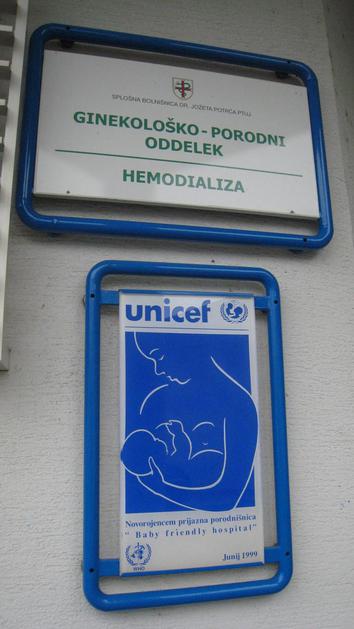 SPLOŠNA BOLNIŠNICA DR. JOŽETA POTRČA PTUJ
GINEKOLOŠKO - PORODNI
ODDELEK
HEMODIALIZA
unicef
Novorojencem prijazna porodnišnica
“ Baby friendly hospital”
WHO
Junij 1999